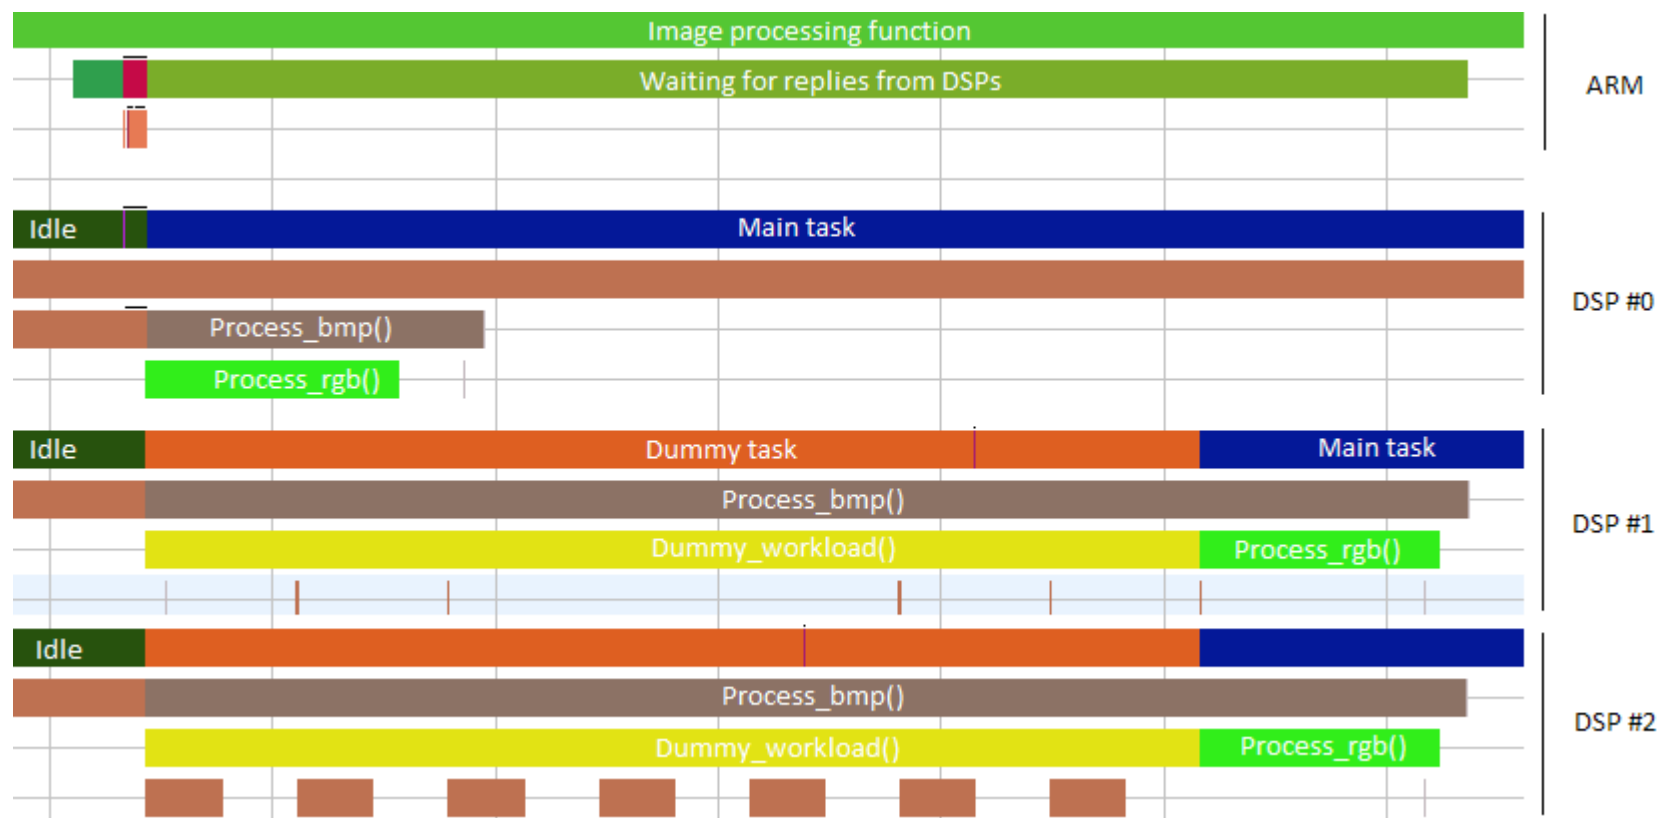 Image processing function
Waiting for replies from DSPs
ARM
Idle
Main task
DSP #0
Process_bmp()
Process_rgb()
Idle
Dummy task
Main task
Process_bmp()
DSP #1
Dummy_workload()
Process_rgb()
Idle
Process_bmp()
DSP #2
Dummy_workload()
Process_rgb()